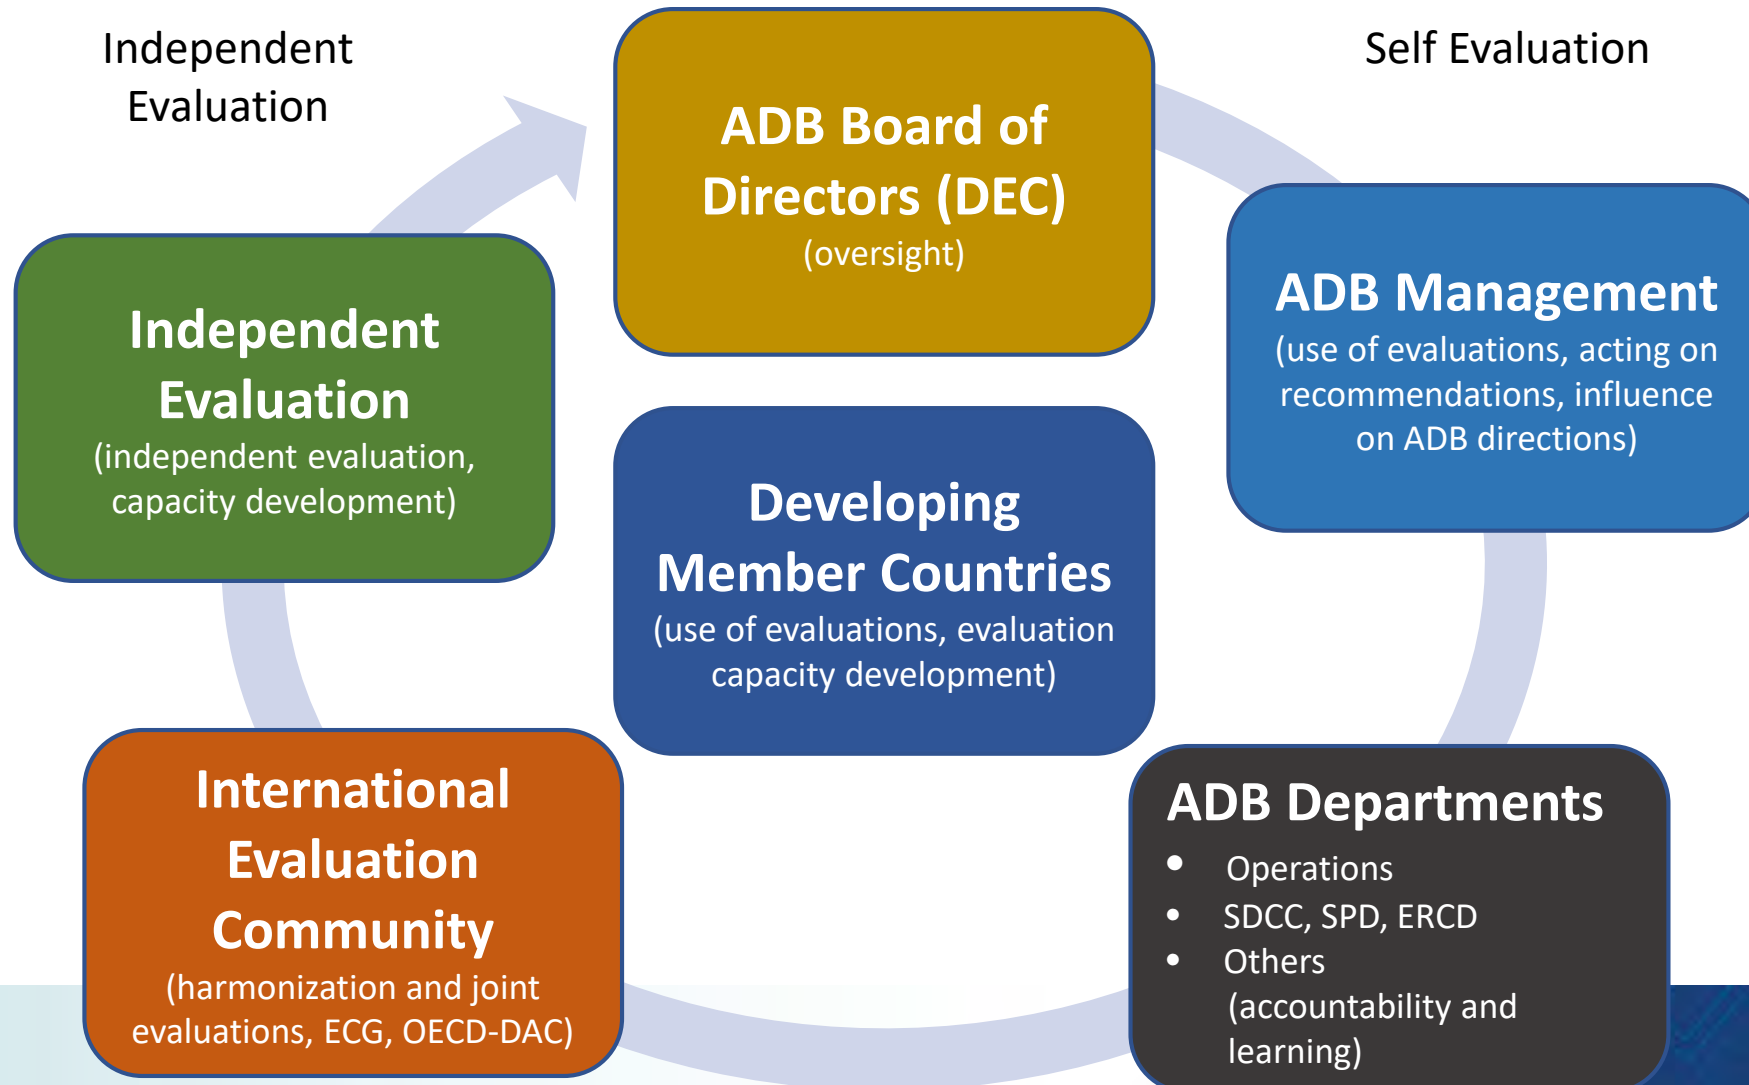 Independent
Evaluation
Self Evaluation
ADB Board of
Directors (DEC)
(oversight)
Independent
Evaluation
(independent evaluation,
capacity development)
ADB Management
(use of evaluations, acting on
recommendations, influence
on ADB directions)
Developing
Member Countries
(use of evaluations, evaluation
capacity development)
International
Evaluation
Community
(harmonization and joint
evaluations, ECG, OECD-DAC)
ADB Departments
• Operations
• SDCC, SPD, ERCD
• Others
(accountability and
learning)